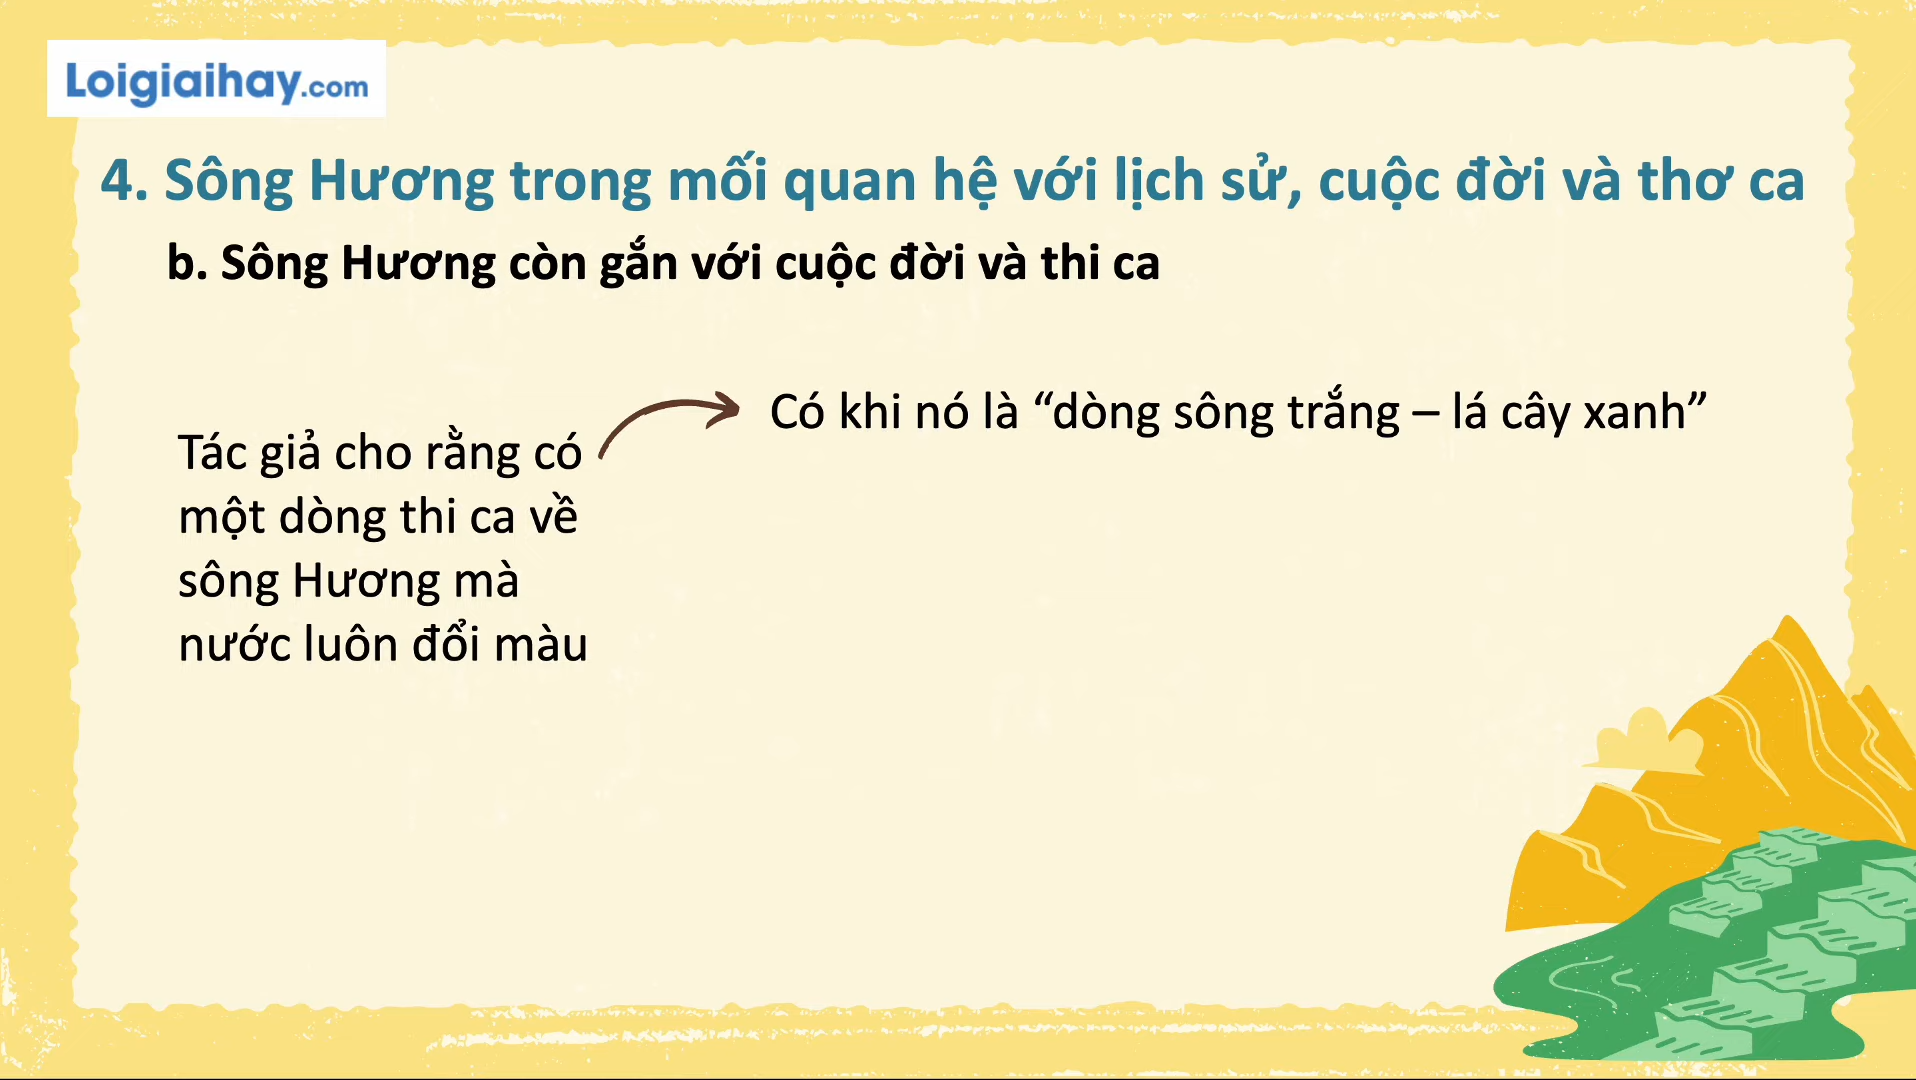 Loigiaihay.com
4. Sông Hương trong mối quan hệ với lịch sử, cuộc đời và thơ ca
b. Sông Hương còn gắn với cuộc đời và thi ca
Tác giả cho rằng có
một dòng thi ca về
sông Hương mà
nước luôn đổi màu
Có khi nó là “dòng sông trắng – lá cây xanh”